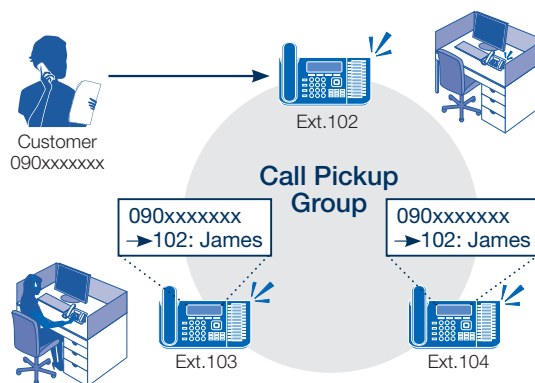 Ext.102
Customer
090xxxxxxx
Call Pickup
Group
090xxxxxxx
→102: James
090xxxxxxx
→102: James
Ext.103
Ext.104